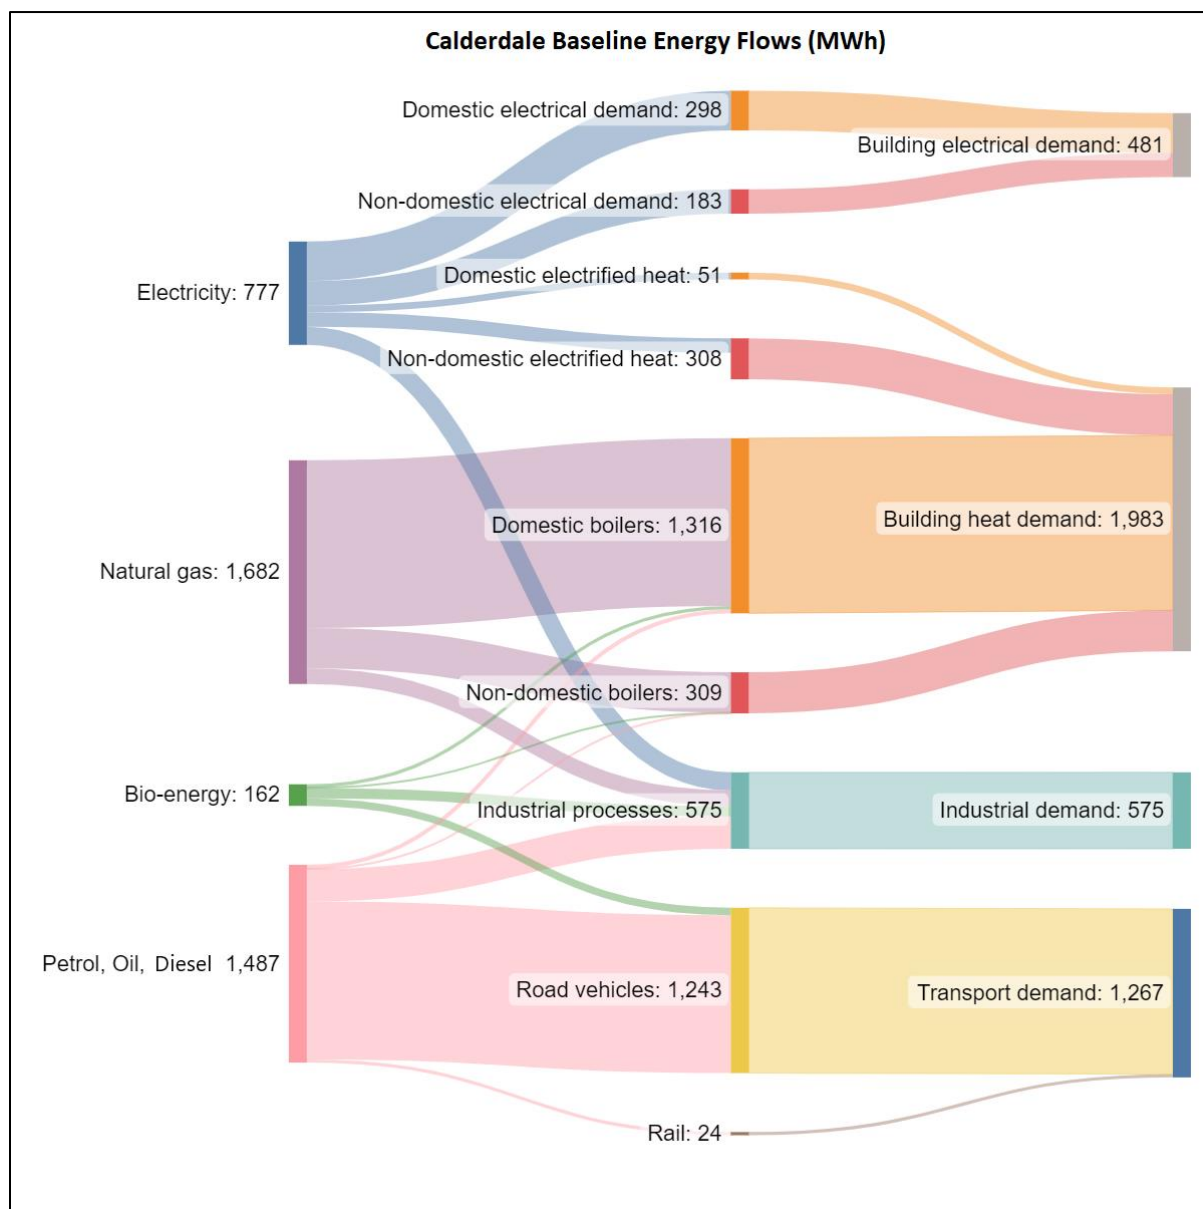 Calderdale Baseline Energy Flows (MWh)
Domestic electrical demand: 298
Building electrical demand: 481
Non-domestic electrical demand: 183
Domestic electrified heat: 51
Electricity: 777
Non-domestic electrified heat: 308
Domestic boilers: 1,316
Building heat demand: 1,983
Natural gas: 1,682
Non-domestic boilers: 309
Bio-energy: 162
Industrial processes: 575
Industrial demand: 575
Petrol, Oil, Diesel 1,487
Road vehicles: 1,243
Transport demand: 1,267
Rail: 24